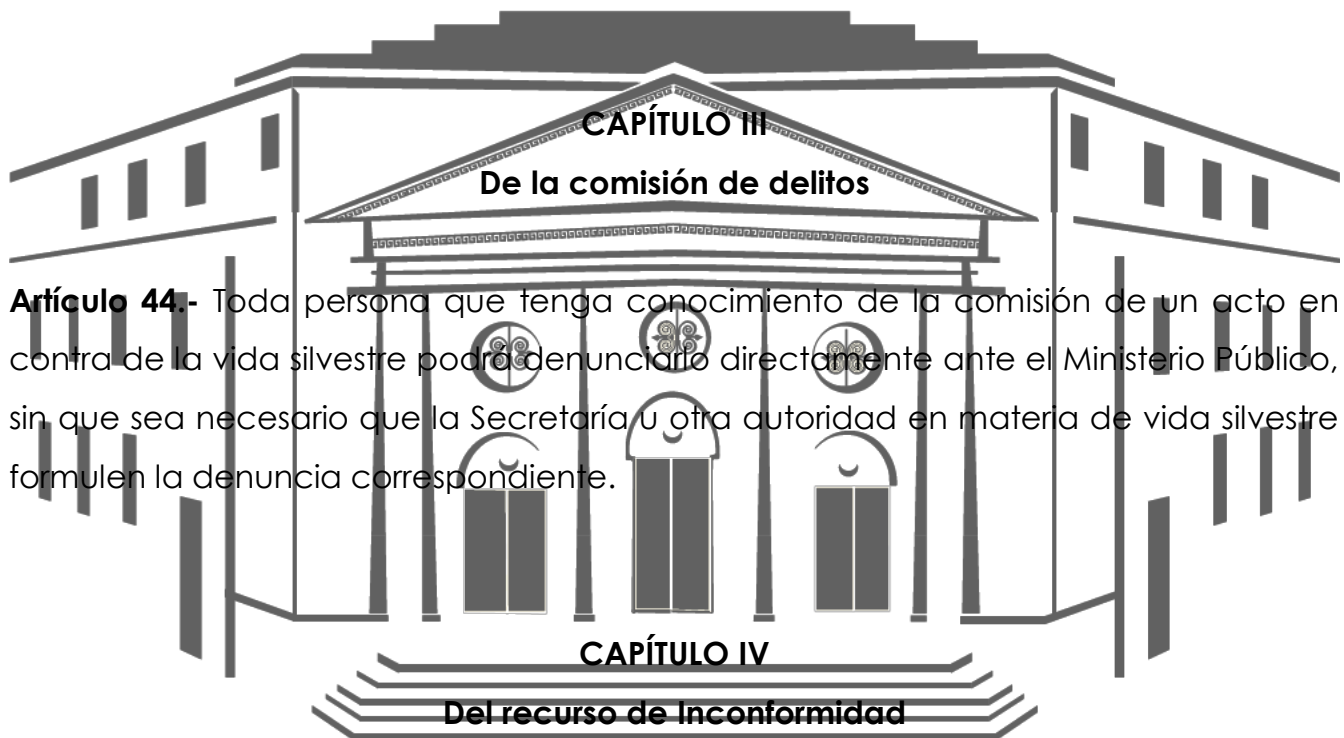 CAPÍTULO III
De la comisión de delitos
Artículo 44.- Toda persona que tenga conocimiento de la comisión de un acto en
contra de la vida silvestre podrá denunciarlo directamente ante el Ministerio Público,
sin que sea necesario que la Secretaría u otra autoridad en materia de vida silvestre
formulen la denuncia correspondiente.
CAPÍTULO IV
Del recurso de Inconformidad